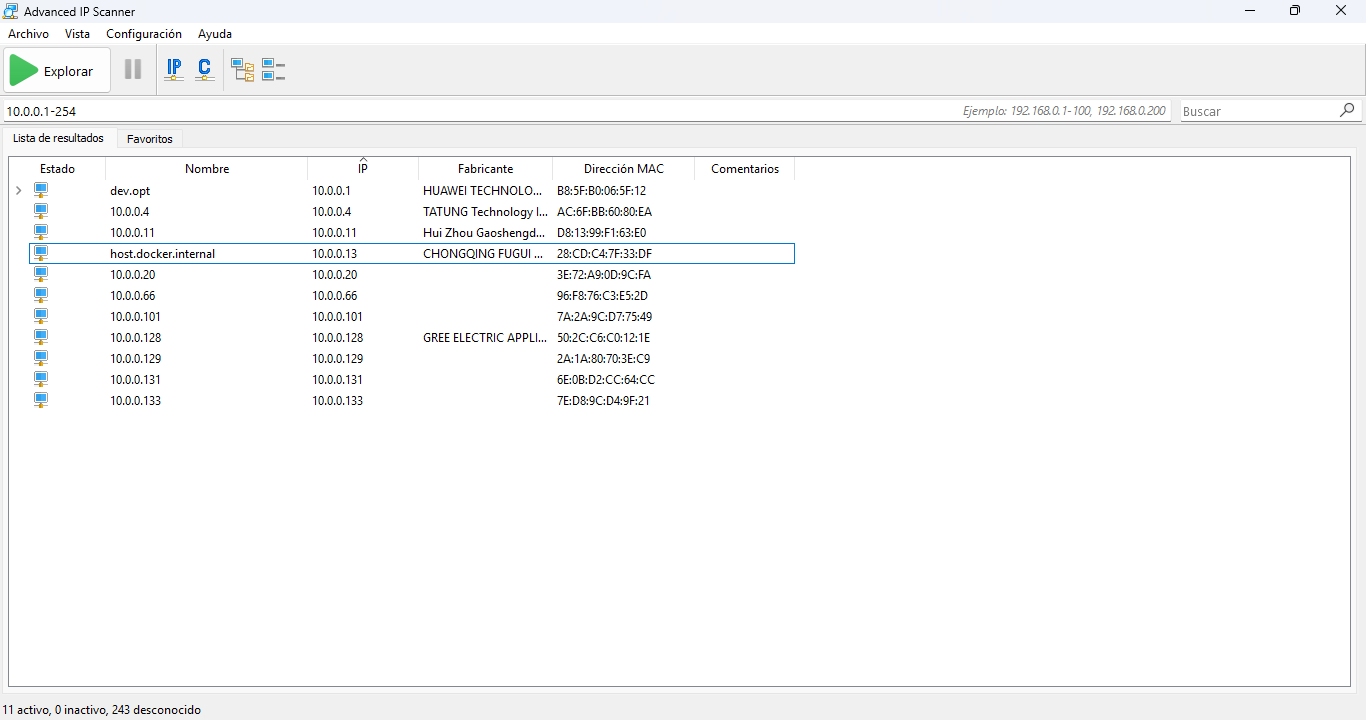 Advanced IP Scanner
Archivo Vista Configuración Ayuda
Explorar IP C
10.0.0.1-254 Ejemplo: 192.168.0.1-100, 192.168.0.200 Buscar
Lista de resultados Favoritos
Estado Nombre IP Fabricante Dirección MAC Comentarios
dev.opt 10.0.0.1 HUAWEI TECHNOLO... B8:5F:B0:06:5F:12
10.0.0.4 10.0.0.4 TATUNG Technology I... AC:6F:BB:60:80:EA
10.0.0.11 10.0.0.11 Hui Zhou Gaoshengd... D8:13:99:F1:63:E0
host.docker.internal 10.0.0.13 CHONGQING FUGUI ... 28:CD:C4:7F:33:DF
10.0.0.20 10.0.0.20 3E:72:A9:0D:9C:FA
10.0.0.66 10.0.0.66 96:F8:76:C3:E5:2D
10.0.0.101 10.0.0.101 7A:2A:9C:D7:75:49
10.0.0.128 10.0.0.128 GREE ELECTRIC APPLI... 50:2C:C6:C0:12:1E
10.0.0.129 10.0.0.129 2A:1A:80:70:3E:C9
10.0.0.131 10.0.0.131 6E:0B:D2:CC:64:CC
10.0.0.133 10.0.0.133 7E:D8:9C:D4:9F:21
11 activo, 0 inactivo, 243 desconocido